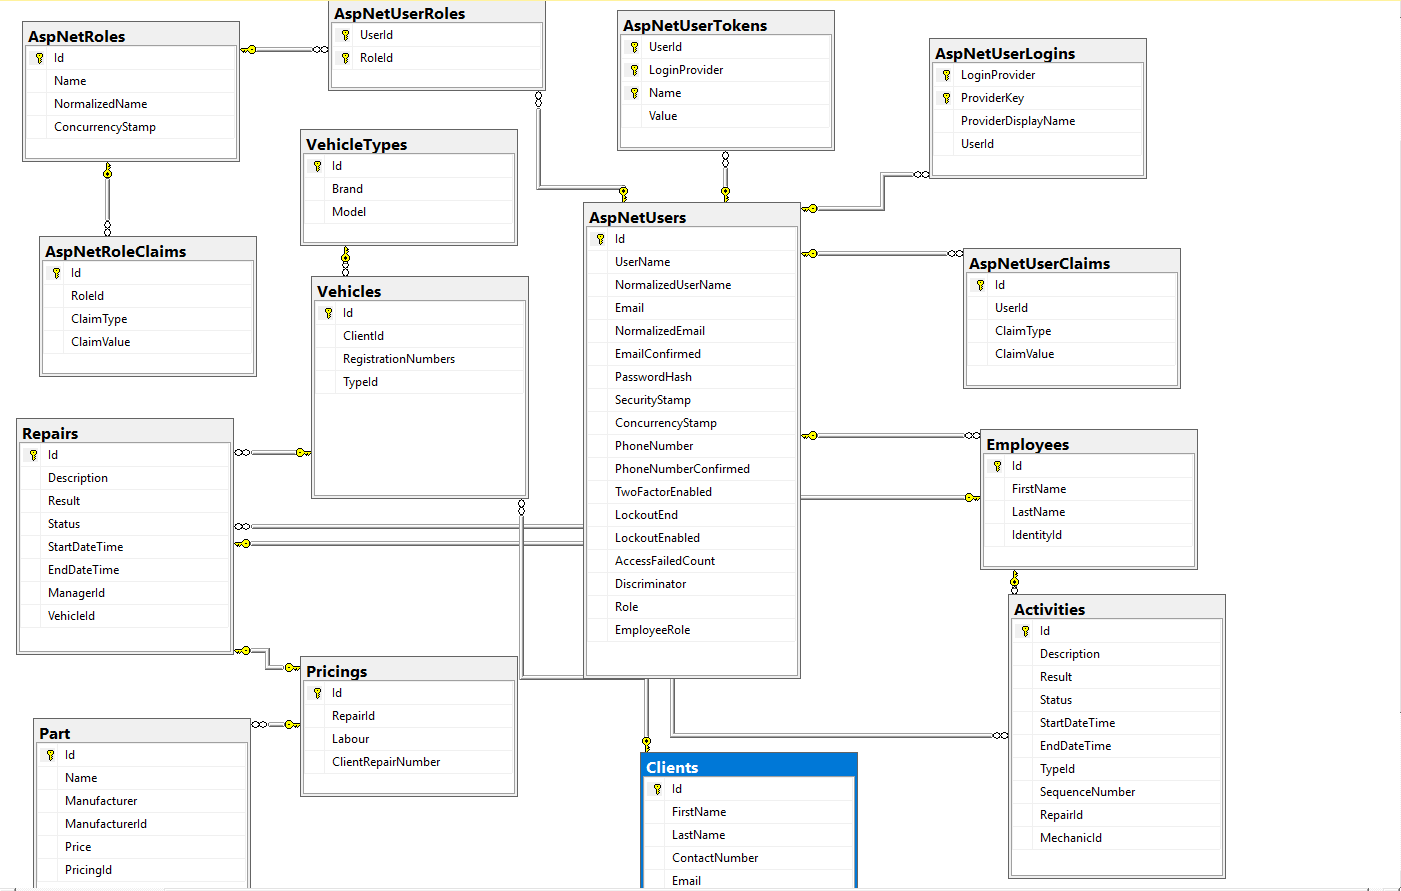 AspNetRoles
Id
Name
NormalizedName
ConcurrencyStamp
AspNetUserRoles
UserId
RoleId
AspNetUserTokens
UserId
LoginProvider
Name
Value
AspNetUserLogins
LoginProvider
ProviderKey
ProviderDisplayName
UserId
VehicleTypes
Id
Brand
Model
AspNetRoleClaims
Id
RoleId
ClaimType
ClaimValue
Vehicles
Id
ClientId
RegistrationNumbers
TypeId
AspNetUsers
Id
UserName
NormalizedUserName
Email
NormalizedEmail
EmailConfirmed
PasswordHash
SecurityStamp
ConcurrencyStamp
PhoneNumber
PhoneNumberConfirmed
TwoFactorEnabled
LockoutEnd
LockoutEnabled
AccessFailedCount
Discriminator
Role
EmployeeRole
AspNetUserClaims
Id
UserId
ClaimType
ClaimValue
Repairs
Id
Description
Result
Status
StartDateTime
EndDateTime
ManagerId
VehicleId
Employees
Id
FirstName
LastName
IdentityId
Activities
Id
Description
Result
Status
StartDateTime
EndDateTime
TypeId
SequenceNumber
RepairId
MechanicId
Pricings
Id
RepairId
Labour
ClientRepairNumber
Part
Id
Name
Manufacturer
ManufacturerId
Price
PricingId
Clients
Id
FirstName
LastName
ContactNumber
Email